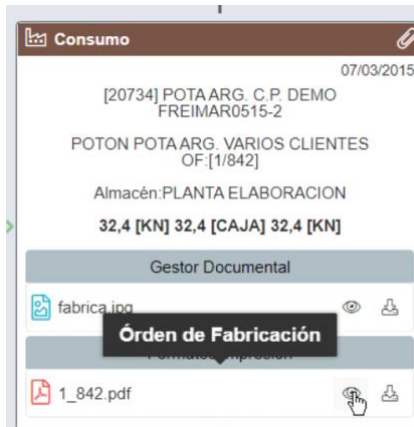 Consumo
07/03/2015
[20734] POTA ARG. C.P. DEMO
FREIMAR0515-2
POTON POTA ARG. VARIOS CLIENTES
OF:[1/842]
Almacén:PLANTA ELABORACION
32,4 [KN] 32,4 [CAJA] 32,4 [KN]
Gestor Documental
fabrica.jpg
Órden de Fabricación
1_842.pdf